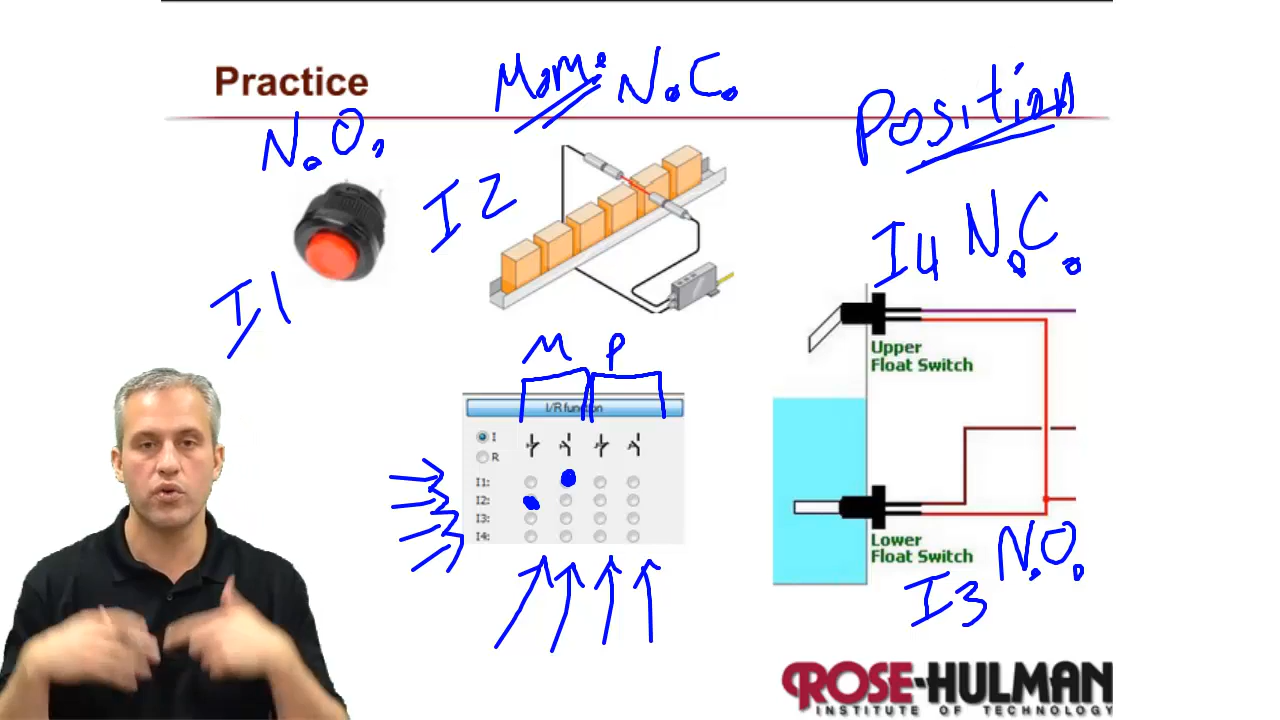 Practice
Mom. N.C.
Position
N.O.
I2
I4 N.C.
I1
Upper
Float Switch
M P
I/R function
I
R
I1:
I2:
I3:
I4:
Lower
Float Switch
N.O.
I3
ROSE-HULMAN
INSTITUTE OF TECHNOLOGY